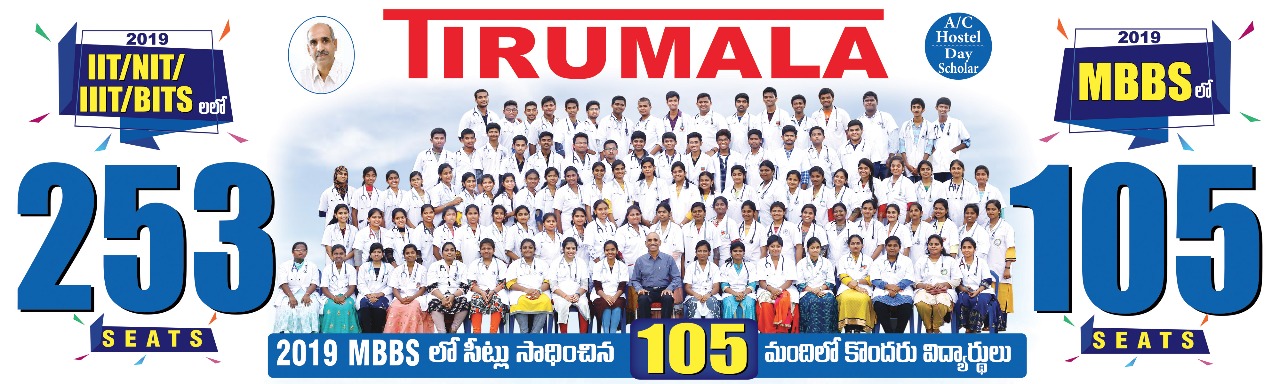 2019
IIT/NIT/
IIIT/BITS లలో
253
SEATS
TIRUMALA
A/C
Hostel
Day
Scholar
2019
MBBS లో
105
SEATS
2019 MBBS లో సీట్లు సాధించిన 105 మందిలో కొందరు విద్యార్థులు